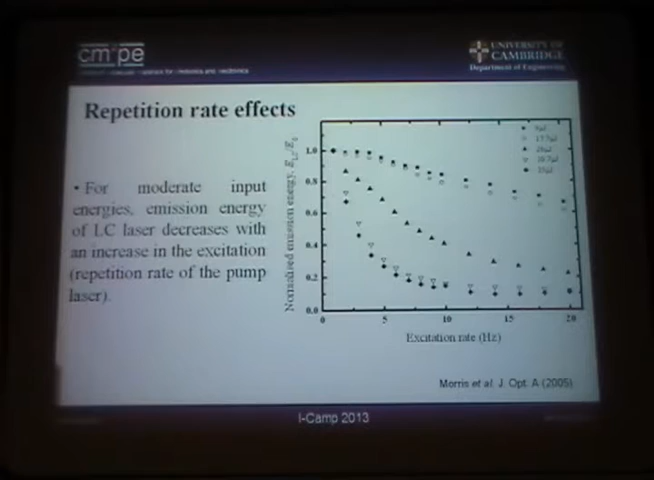 cm pe
UNIVERSITY OF
CAMBRIDGE
Department of Engineering
Repetition rate effects
• For moderate input
energies, emission energy
of LC laser decreases with
an increase in the excitation
(repetition rate of the pump
laser).
Normalised emission energy, E
1.0
0.8
0.6
0.4
0.2
0.0
0
5
10
15
20
Excitation rate (Hz)
Morris et al. J. Opt. A (2005)
I-Camp 2013